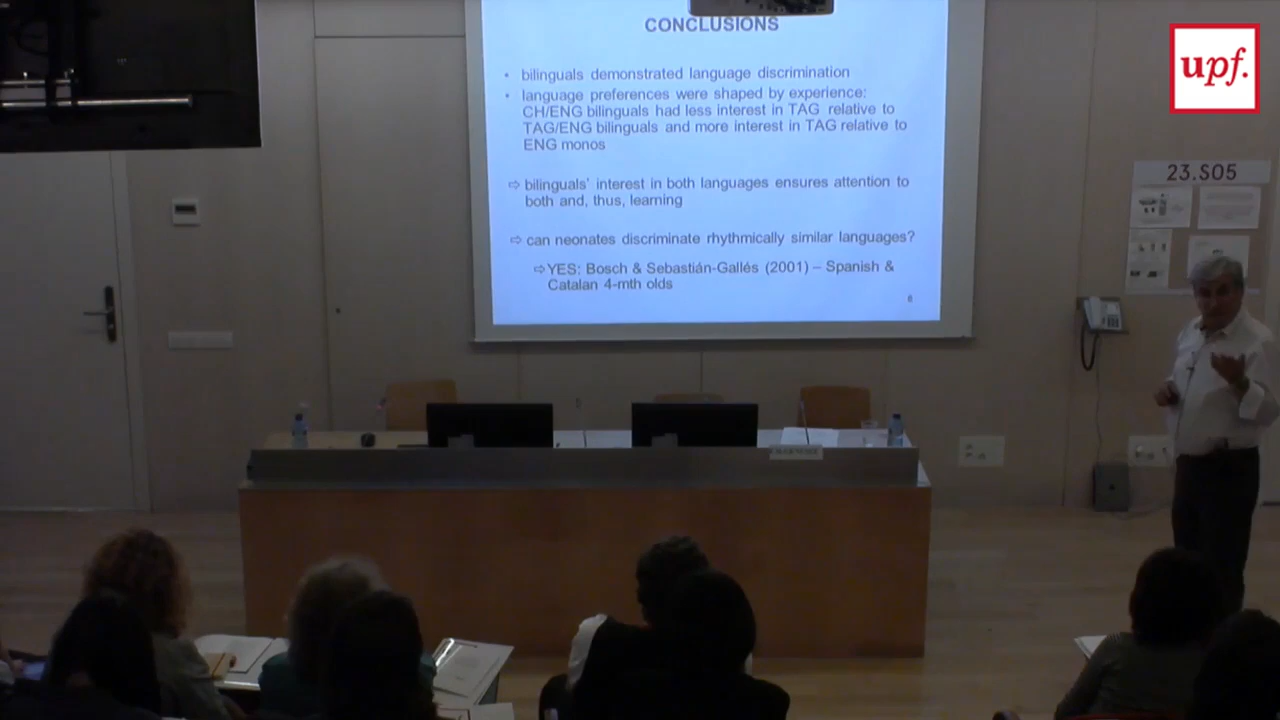 CONCLUSIONS
• bilinguals demonstrated language discrimination
• language preferences were shaped by experience:
CH/ENG bilinguals had less interest in TAG relative to
TAG/ENG bilinguals and more interest in TAG relative to
ENG monos
⇨ bilinguals' interest in both languages ensures attention to
both and, thus, learning
⇨ can neonates discriminate rhythmically similar languages?
⇨YES: Bosch & Sebastián-Gallés (2001) – Spanish &
Catalan 4-mth olds
upf.
23.S05